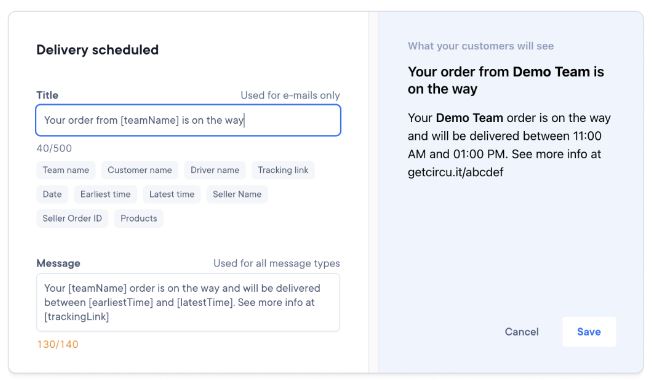 Delivery scheduled
Title
Used for e-mails only
Your order from [teamName] is on the way
40/500
Team name
Customer name
Driver name
Tracking link
Date
Earliest time
Latest time
Seller Name
Seller Order ID
Products
Message
Used for all message types
Your [teamName] order is on the way and will be delivered
between [earliestTime] and [latestTime]. See more info at
[trackingLink]
130/140
What your customers will see
Your order from Demo Team is
on the way
Your Demo Team order is on the way
and will be delivered between 11:00
AM and 01:00 PM. See more info at
getcircu.it/abcdef
Cancel
Save